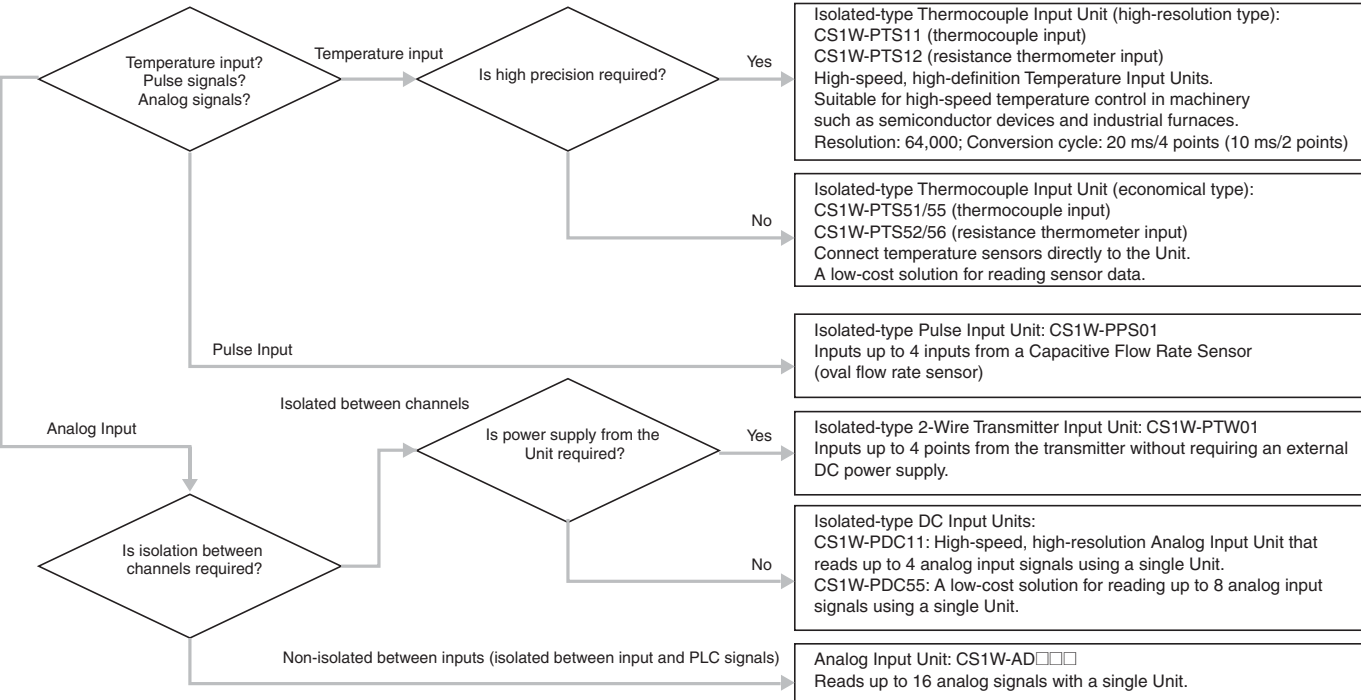 Temperature input?
Pulse signals?
Analog signals?
Temperature input
Is high precision required?
Yes
Isolated-type Thermocouple Input Unit (high-resolution type):
CS1W-PTS11 (thermocouple input)
CS1W-PTS12 (resistance thermometer input)
High-speed, high-definition Temperature Input Units.
Suitable for high-speed temperature control in machinery
such as semiconductor devices and industrial furnaces.
Resolution: 64,000; Conversion cycle: 20 ms/4 points (10 ms/2 points)
No
Isolated-type Thermocouple Input Unit (economical type):
CS1W-PTS51/55 (thermocouple input)
CS1W-PTS52/56 (resistance thermometer input)
Connect temperature sensors directly to the Unit.
A low-cost solution for reading sensor data.
Pulse Input
Isolated-type Pulse Input Unit: CS1W-PPS01
Inputs up to 4 inputs from a Capacitive Flow Rate Sensor
(oval flow rate sensor)
Analog Input
Isolated between channels
Is power supply from the
Unit required?
Yes
Isolated-type 2-Wire Transmitter Input Unit: CS1W-PTW01
Inputs up to 4 points from the transmitter without requiring an external
DC power supply.
Is isolation between
channels required?
No
Isolated-type DC Input Units:
CS1W-PDC11: High-speed, high-resolution Analog Input Unit that
reads up to 4 analog input signals using a single Unit.
CS1W-PDC55: A low-cost solution for reading up to 8 analog input
signals using a single Unit.
Non-isolated between inputs (isolated between input and PLC signals)
Analog Input Unit: CS1W-AD□□□
Reads up to 16 analog signals with a single Unit.